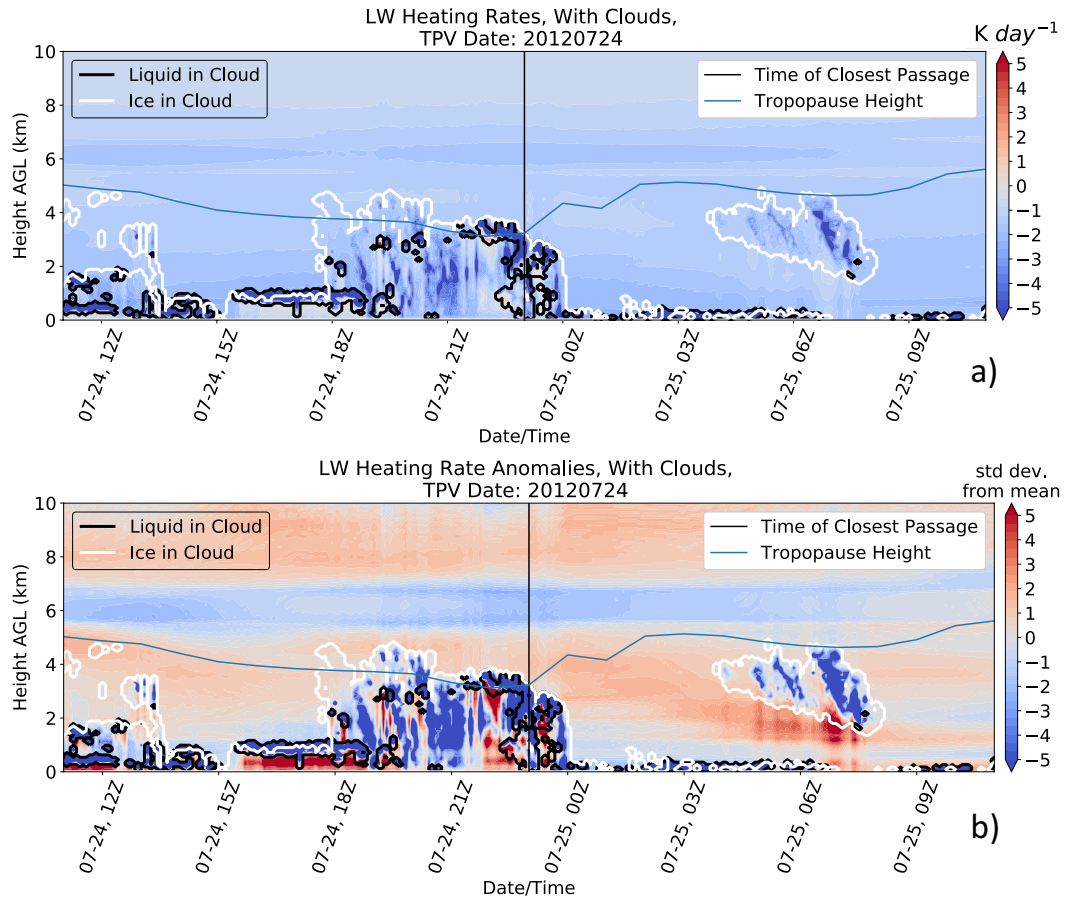 LW Heating Rates, With Clouds,
TPV Date: 20120724
K day⁻¹
Liquid in Cloud
Ice in Cloud
Time of Closest Passage
Tropopause Height
Height AGL (km)
10
8
6
4
2
0
5
4
3
2
1
0
−1
−2
−3
−4
−5
07-24, 12Z
07-24, 15Z
07-24, 18Z
07-24, 21Z
07-25, 00Z
07-25, 03Z
07-25, 06Z
07-25, 09Z
a)
Date/Time
LW Heating Rate Anomalies, With Clouds,
TPV Date: 20120724
std dev.
from mean
Liquid in Cloud
Ice in Cloud
Time of Closest Passage
Tropopause Height
Height AGL (km)
10
8
6
4
2
0
5
4
3
2
1
0
−1
−2
−3
−4
−5
07-24, 12Z
07-24, 15Z
07-24, 18Z
07-24, 21Z
07-25, 00Z
07-25, 03Z
07-25, 06Z
07-25, 09Z
b)
Date/Time